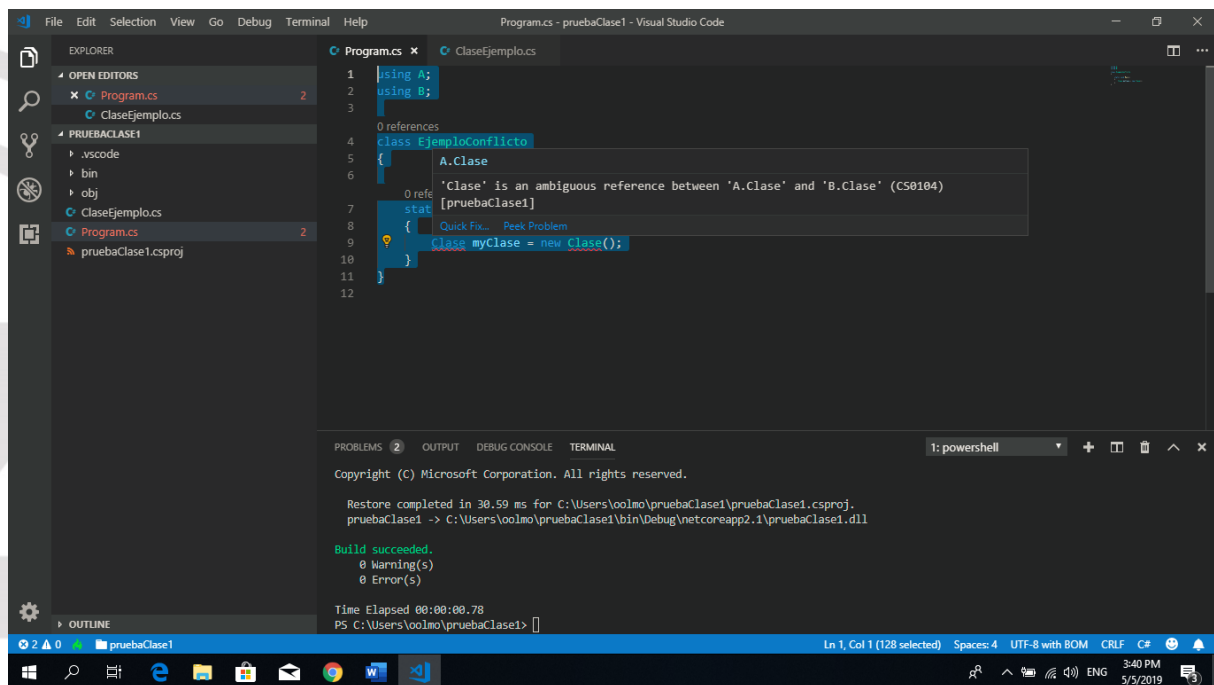 File Edit Selection View Go Debug Terminal Help
Program.cs - pruebaClase1 - Visual Studio Code
EXPLORER
OPEN EDITORS
Program.cs 2
ClaseEjemplo.cs
PRUEBACLASE1
.vscode
bin
obj
ClaseEjemplo.cs
Program.cs 2
pruebaClase1.csproj
OUTLINE
Program.cs ClaseEjemplo.cs
1 using A;
2 using B;
3
0 references
4 class EjemploConflicto
5 {
6
0 refe
7 stat
8 {
9 Clase myClase = new Clase();
10 }
11 }
12
A.Clase
'Clase' is an ambiguous reference between 'A.Clase' and 'B.Clase' (CS0104)
[pruebaClase1]
Quick Fix... Peek Problem
PROBLEMS 2 OUTPUT DEBUG CONSOLE TERMINAL 1: powershell
Copyright (C) Microsoft Corporation. All rights reserved.
Restore completed in 30.59 ms for C:\Users\oolmo\pruebaClase1\pruebaClase1.csproj.
pruebaClase1 -> C:\Users\oolmo\pruebaClase1\bin\Debug\netcoreapp2.1\pruebaClase1.dll
Build succeeded.
0 Warning(s)
0 Error(s)
Time Elapsed 00:00:00.78
PS C:\Users\oolmo\pruebaClase1>
2 0 pruebaClase1 Ln 1, Col 1 (128 selected) Spaces: 4 UTF-8 with BOM CRLF C#
ENG 3:40 PM
5/5/2019 3